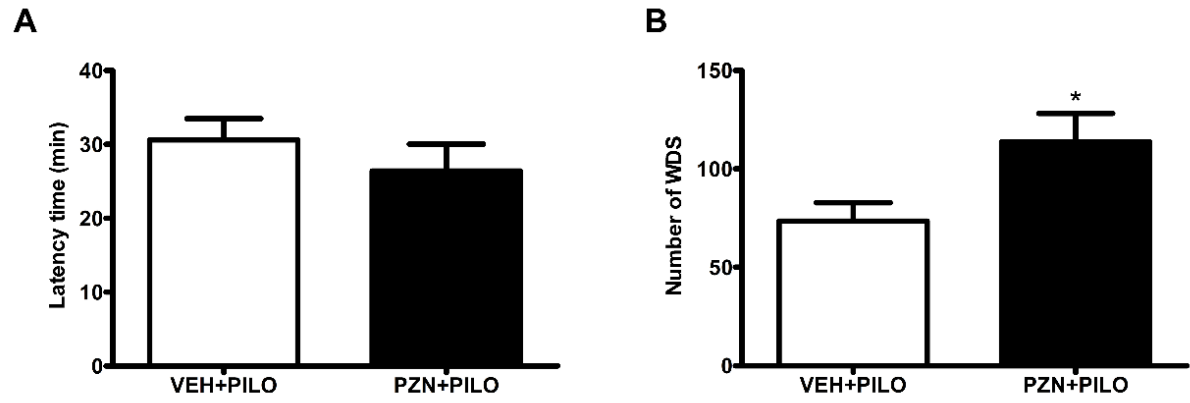 A
Latency time (min)
40
30
20
10
0
VEH+PILO PZN+PILO
B
Number of WDS
150
100
50
0
*
VEH+PILO PZN+PILO